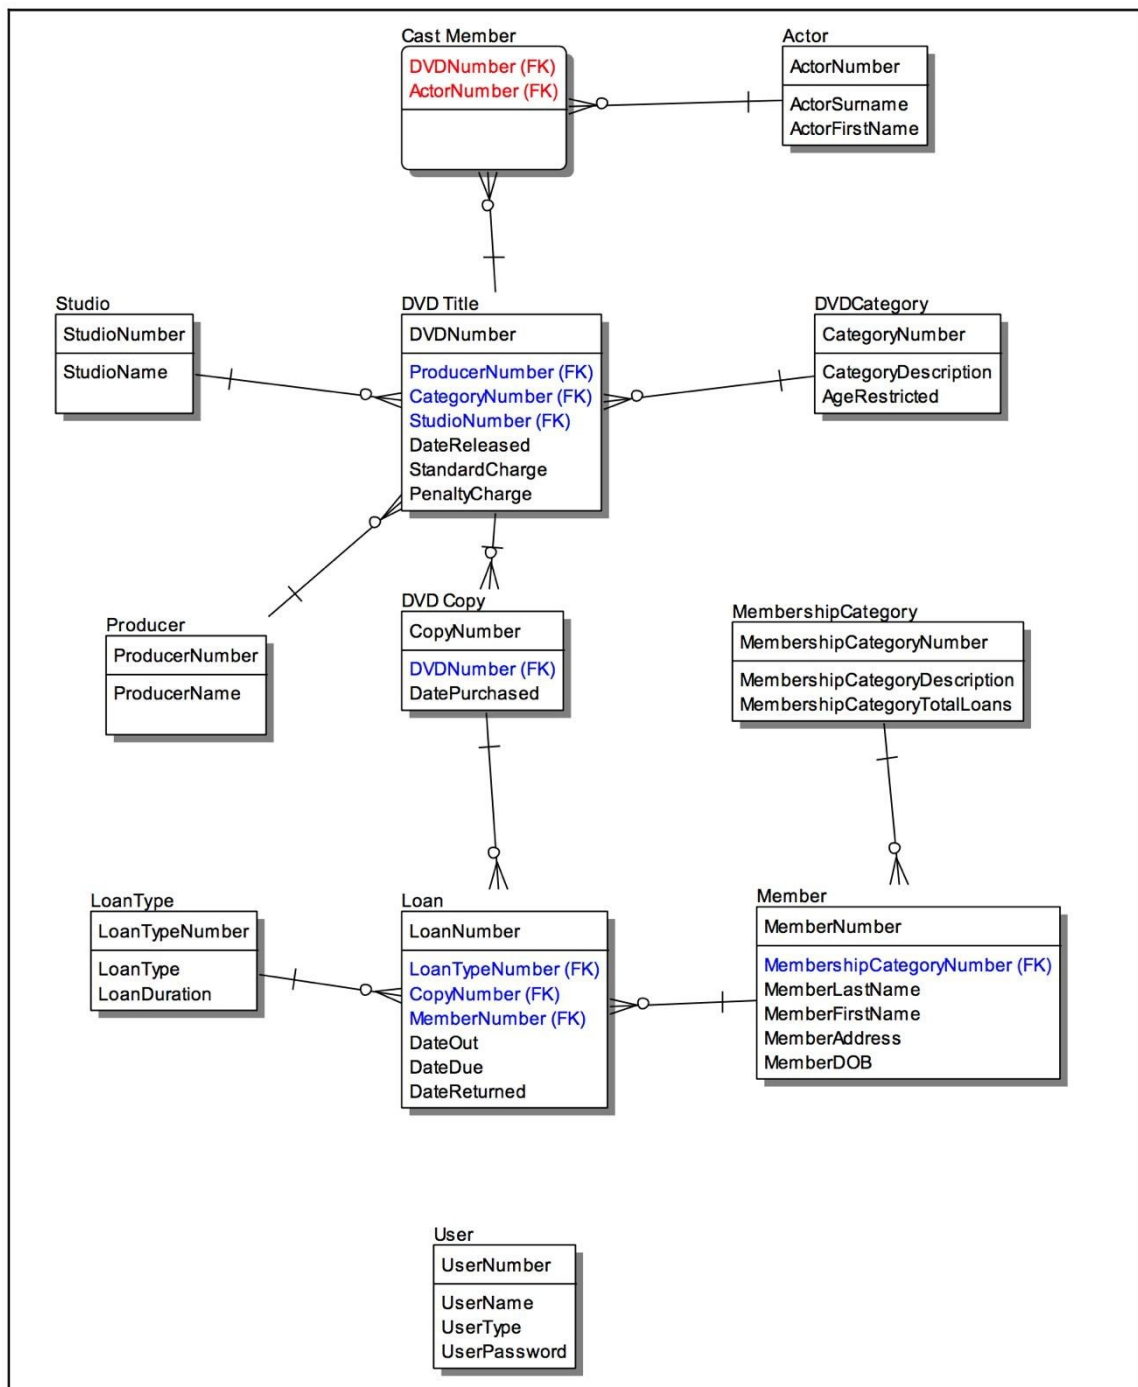 Cast Member
DVDNumber (FK)
ActorNumber (FK)
Actor
ActorNumber
ActorSurname
ActorFirstName
Studio
StudioNumber
StudioName
DVD Title
DVDNumber
ProducerNumber (FK)
CategoryNumber (FK)
StudioNumber (FK)
DateReleased
StandardCharge
PenaltyCharge
DVDCategory
CategoryNumber
CategoryDescription
AgeRestricted
Producer
ProducerNumber
ProducerName
DVD Copy
CopyNumber
DVDNumber (FK)
DatePurchased
MembershipCategory
MembershipCategoryNumber
MembershipCategoryDescription
MembershipCategoryTotalLoans
LoanType
LoanTypeNumber
LoanType
LoanDuration
Loan
LoanNumber
LoanTypeNumber (FK)
CopyNumber (FK)
MemberNumber (FK)
DateOut
DateDue
DateReturned
Member
MemberNumber
MembershipCategoryNumber (FK)
MemberLastName
MemberFirstName
MemberAddress
MemberDOB
User
UserNumber
UserName
UserType
UserPassword